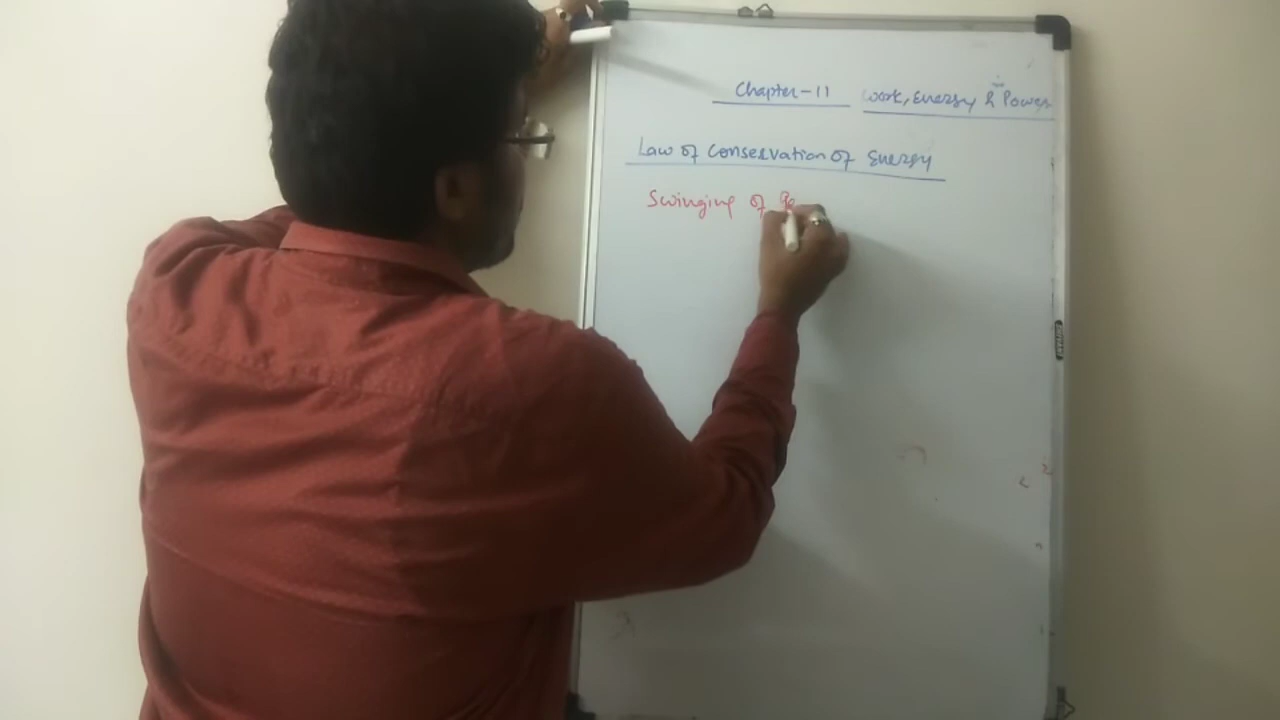 Chapter-11 Work, Energy & Power
Law of Conservation of Energy
Swinging of